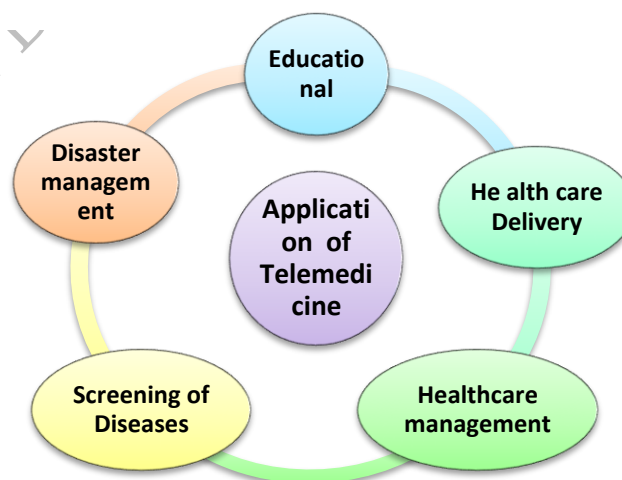 Educatio
nal
Disaster
managem
ent
He alth care
Delivery
Applicati
on of
Telemedi
cine
Screening of
Diseases
Healthcare
management